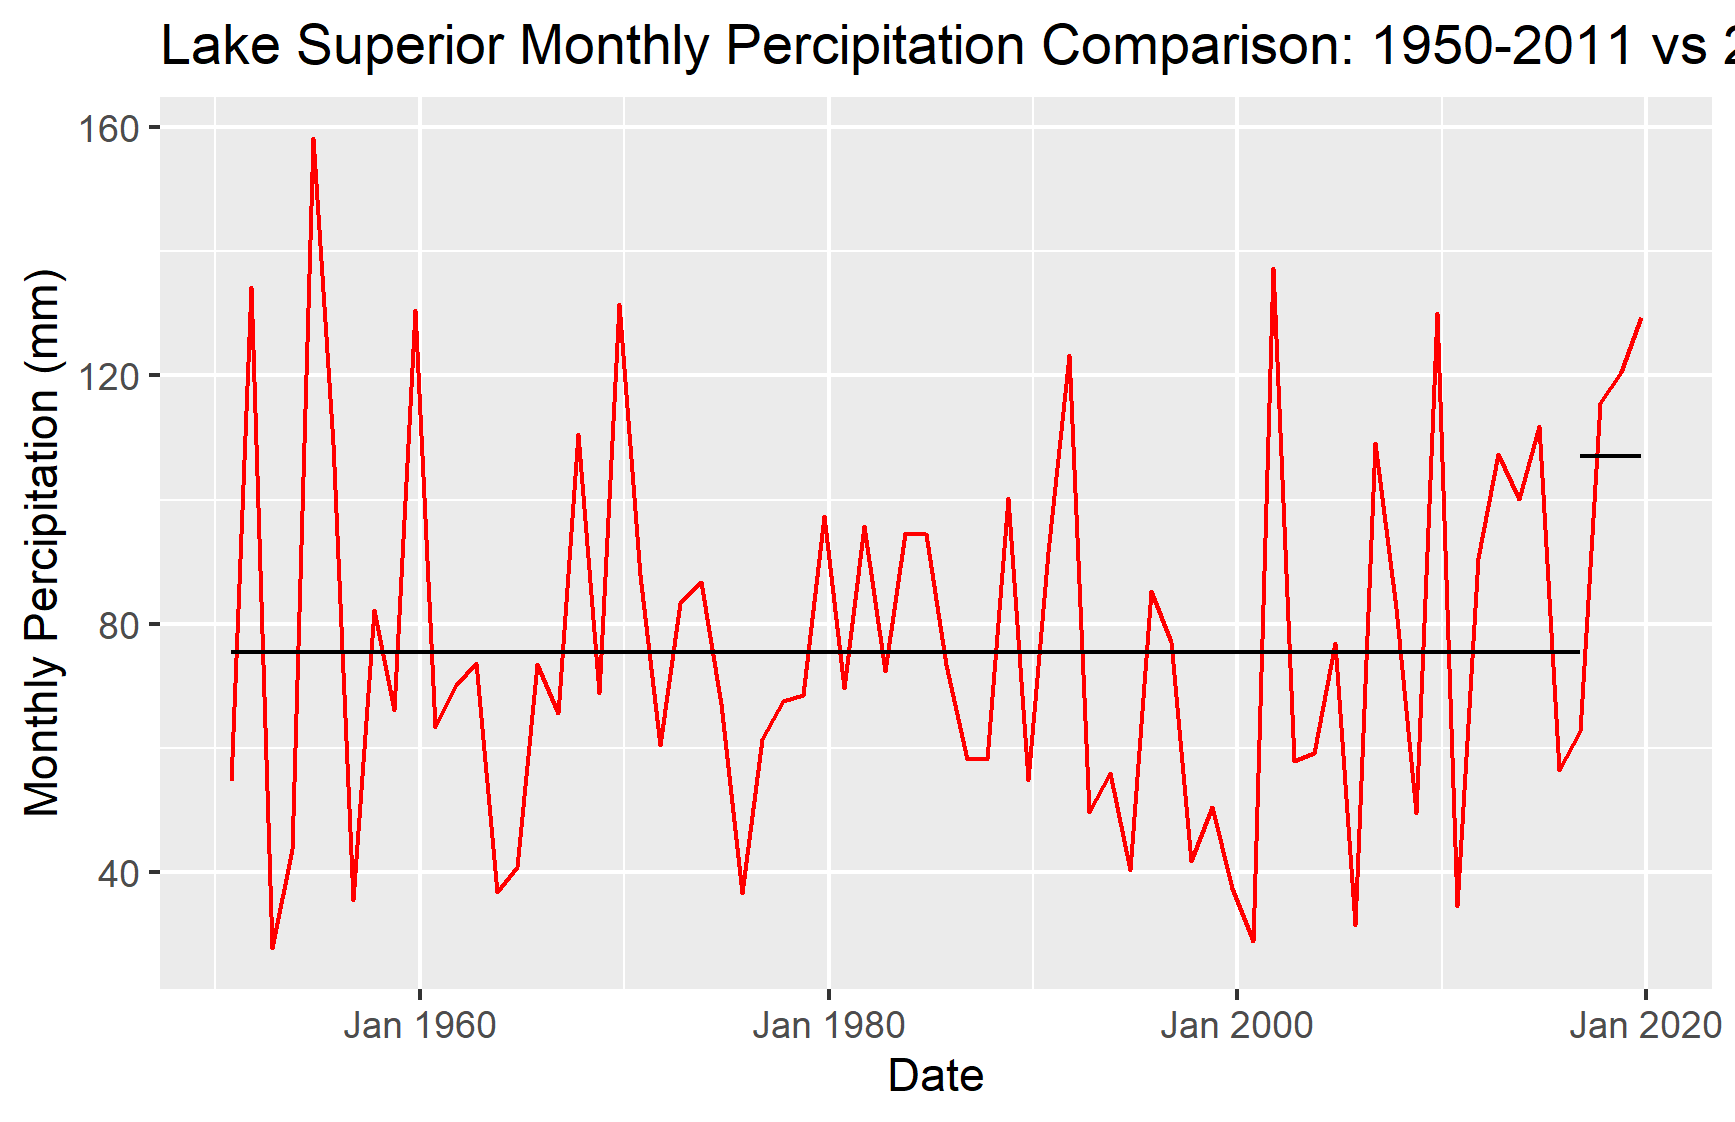 Lake Superior Monthly Percipitation Comparison: 1950-2011 vs 2
Monthly Percipitation (mm)
160
120
80
40
Jan 1960
Jan 1980
Jan 2000
Jan 2020
Date